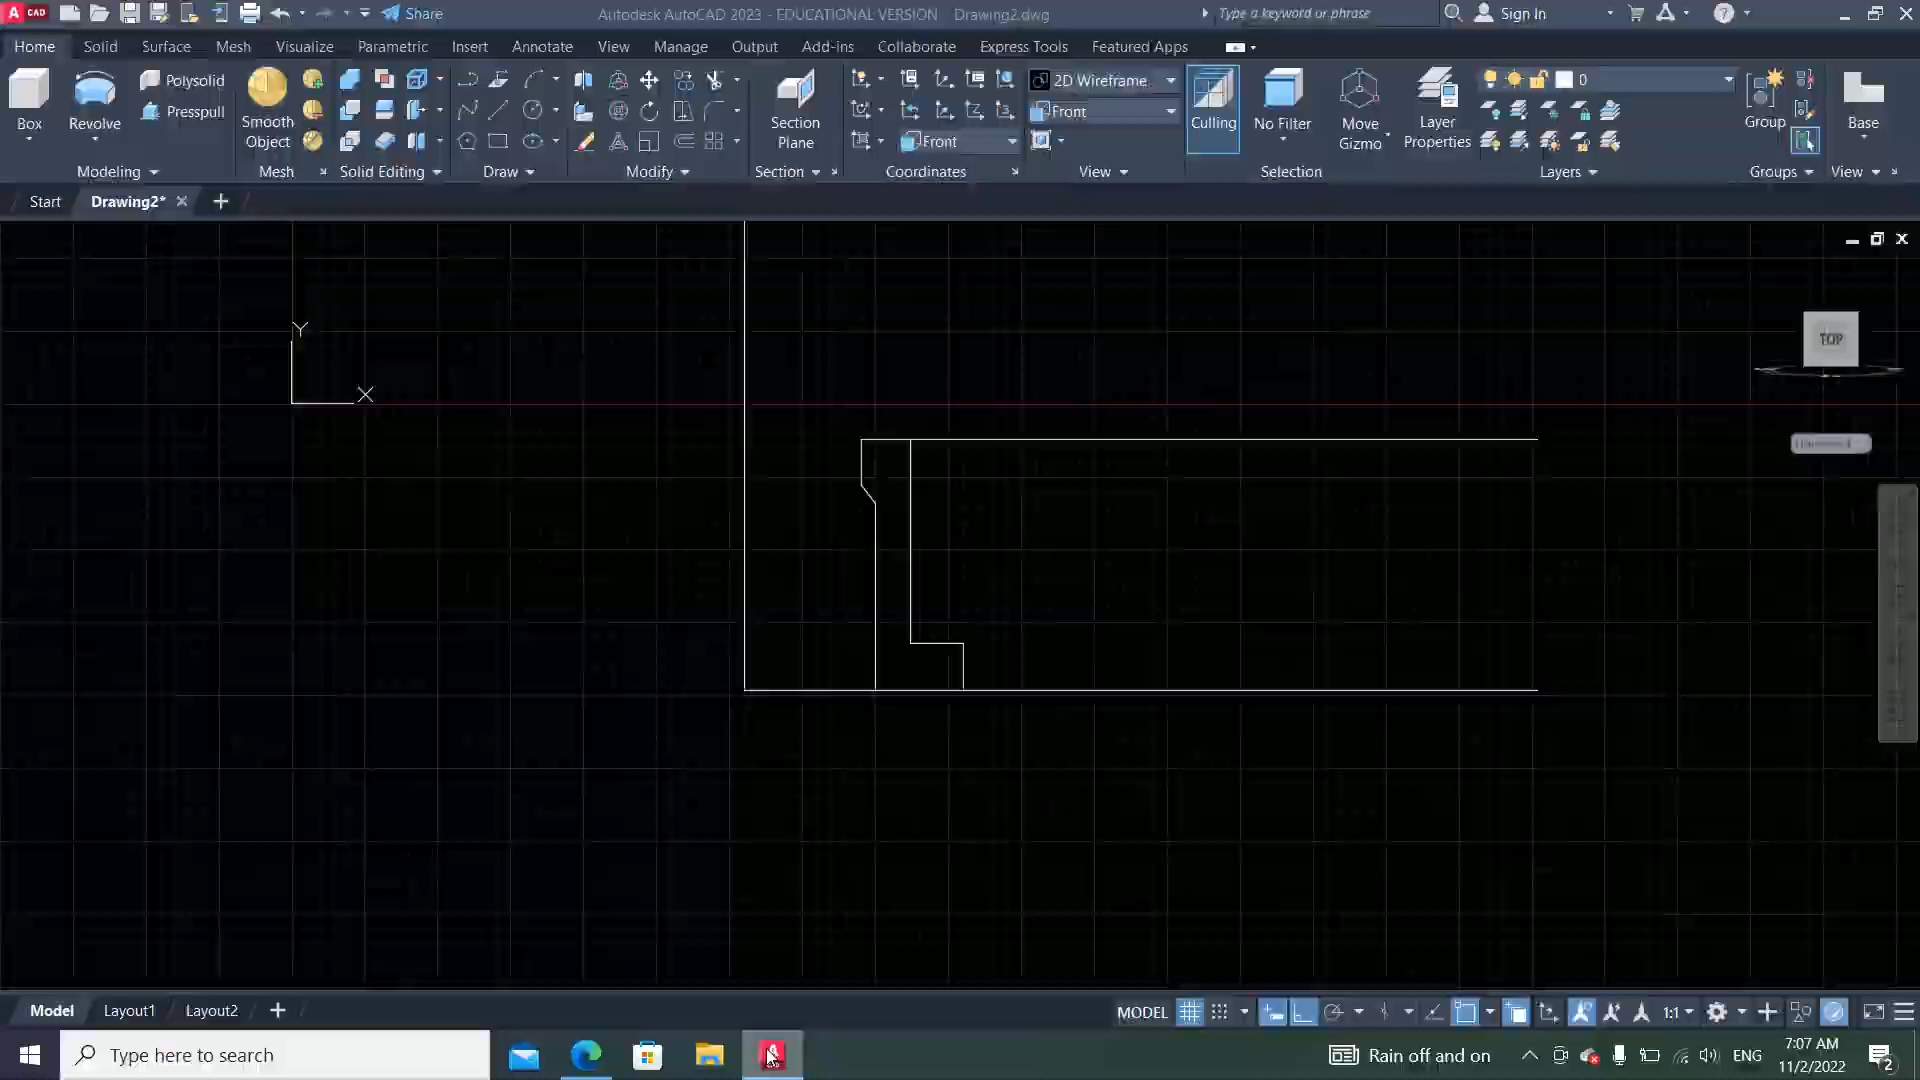 CAD Share Autodesk AutoCAD 2023 - EDUCATIONAL VERSION Drawing2.dwg Type a keyword or phrase Sign In
Home Solid Surface Mesh Visualize Parametric Insert Annotate View Manage Output Add-ins Collaborate Express Tools Featured Apps
Box
Revolve
Polysolid
Presspull
Smooth
Object
Section
Plane
Front
2D Wireframe
Front
Culling
No Filter
Move
Gizmo
Layer
Properties
0
Group
Base
Modeling Mesh Solid Editing Draw Modify Section Coordinates View Selection Layers Groups View
Start Drawing2*
Y
X
TOP
Model Layout1 Layout2 MODEL 1:1
Type here to search Rain off and on ENG 7:07 AM
11/2/2022
2